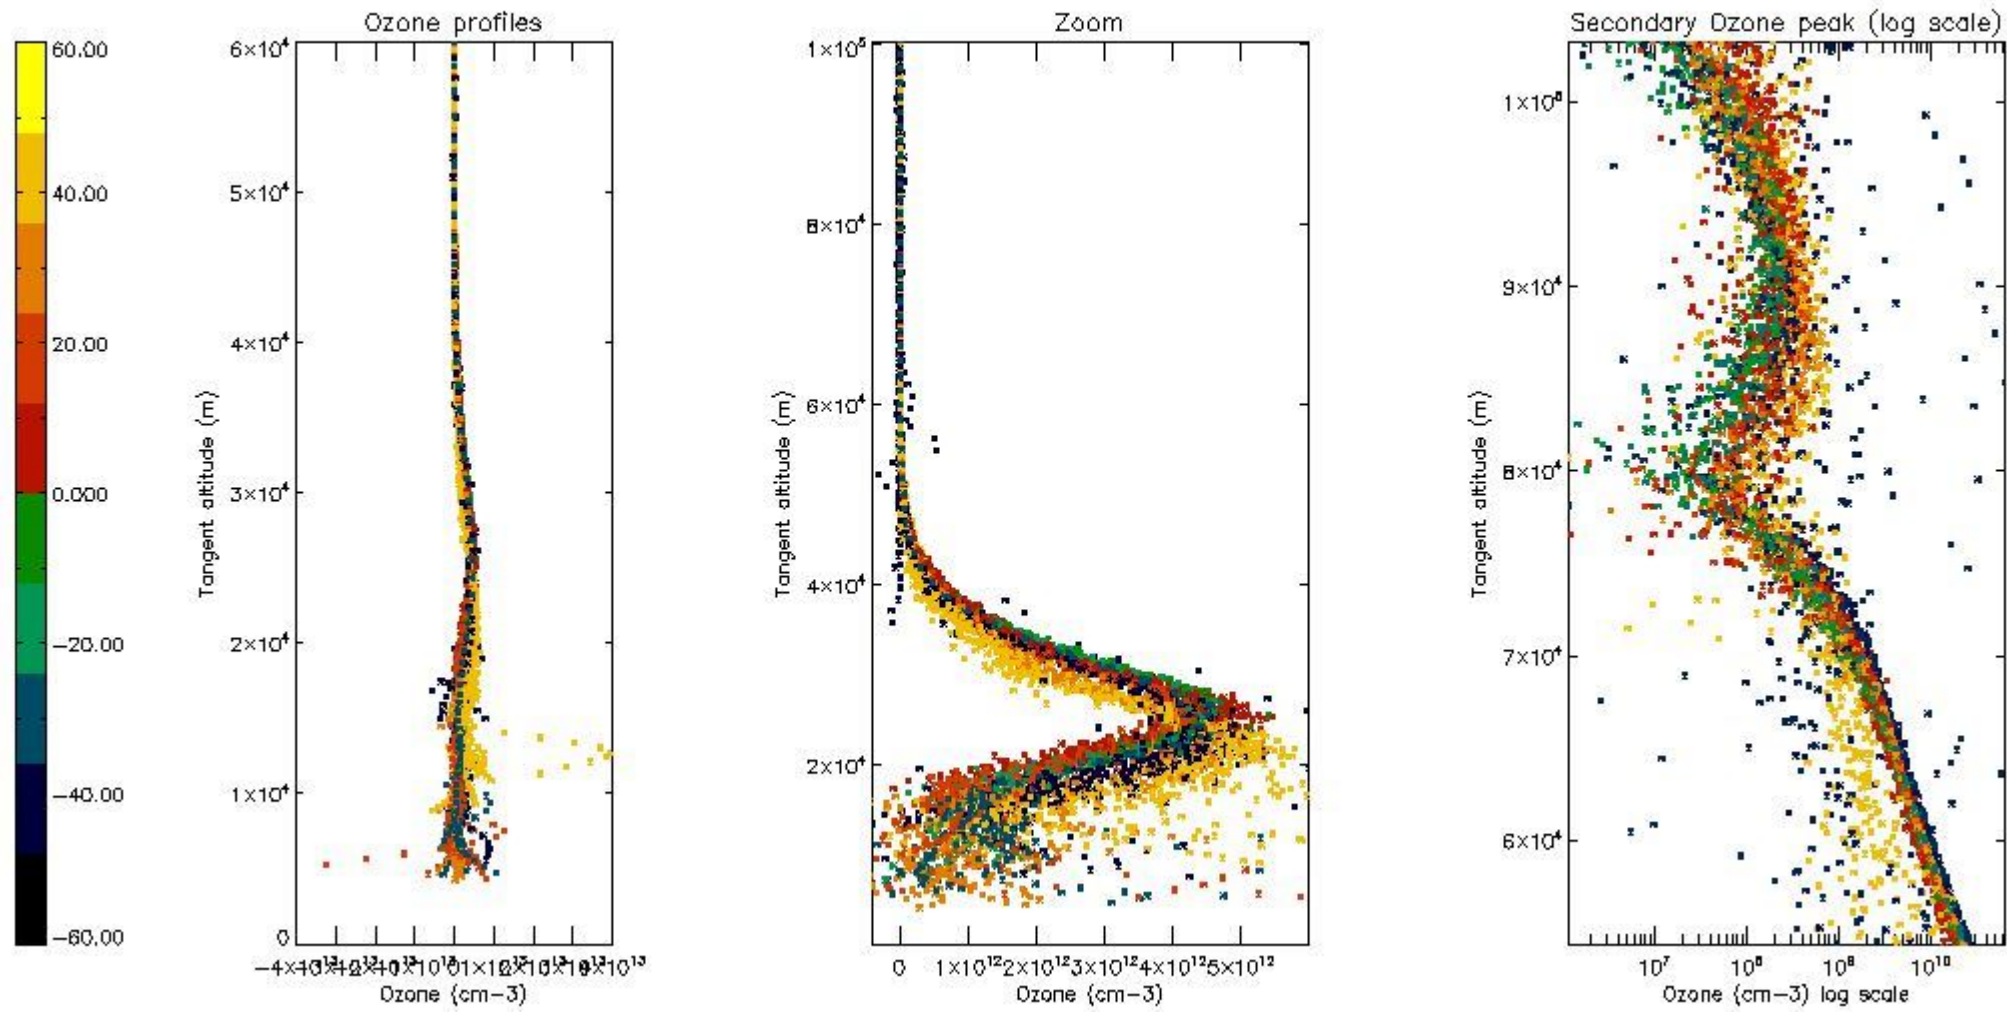 Ozone profiles
Zoom
Secondary Ozone peak (log scale)
60.00
40.00
20.00
0.000
−20.00
−40.00
−60.00
6×10⁴
5×10⁴
4×10⁴
3×10⁴
2×10⁴
1×10⁴
0
Tangent altitude (m)
Ozone (cm−3)
1×10⁵
8×10⁴
6×10⁴
4×10⁴
2×10⁴
Tangent altitude (m)
0 1×10¹² 2×10¹² 3×10¹² 4×10¹² 5×10¹²
Ozone (cm−3)
1×10⁵
9×10⁴
8×10⁴
7×10⁴
6×10⁴
Tangent altitude (m)
10⁷ 10⁸ 10⁹ 10¹⁰
Ozone (cm−3) log scale